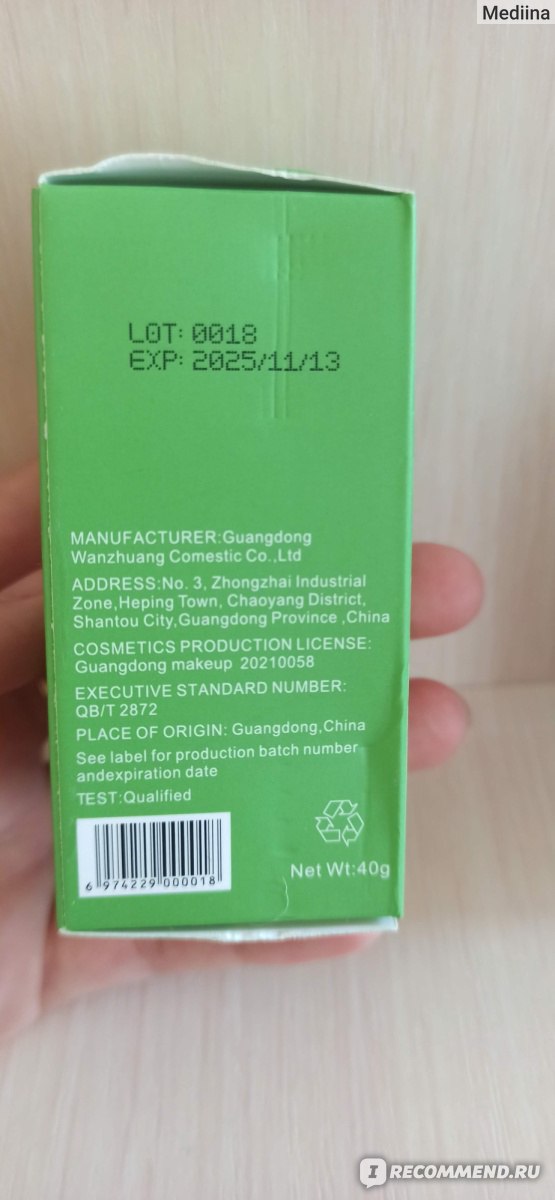 Mediina
LOT: 0018
EXP: 2025/11/13
MANUFACTURER:Guangdong
Wanzhuang Comestic Co.,Ltd
ADDRESS:No. 3, Zhongzhai Industrial
Zone,Heping Town, Chaoyang District,
Shantou City,Guangdong Province ,China
COSMETICS PRODUCTION LICENSE:
Guangdong makeup 20210058
EXECUTIVE STANDARD NUMBER:
QB/T 2872
PLACE OF ORIGIN: Guangdong,China
See label for production batch number
andexpiration date
TEST:Qualified
6 974229 000018
Net Wt:40g
I RECOMMEND.RU